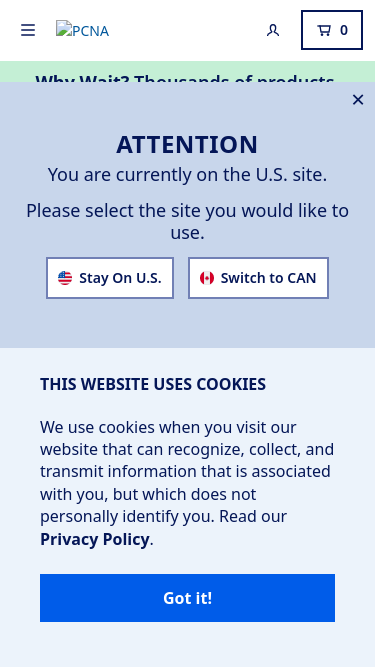 PCNA
0
Why Wait? Thousands of products
ATTENTION
You are currently on the U.S. site.
Please select the site you would like to
use.
Stay On U.S.
Switch to CAN
THIS WEBSITE USES COOKIES
We use cookies when you visit our
website that can recognize, collect, and
transmit information that is associated
with you, but which does not
personally identify you. Read our
Privacy Policy.
Got it!